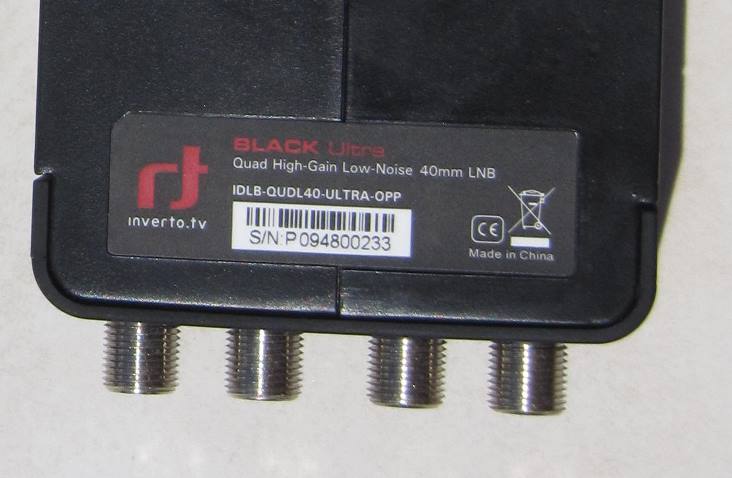 BLACK Ultra
Quad High-Gain Low-Noise 40mm LNB
IDLB-QUDL40-ULTRA-OPP
inverto.tv
S/N:P094800233
CE
Made in China